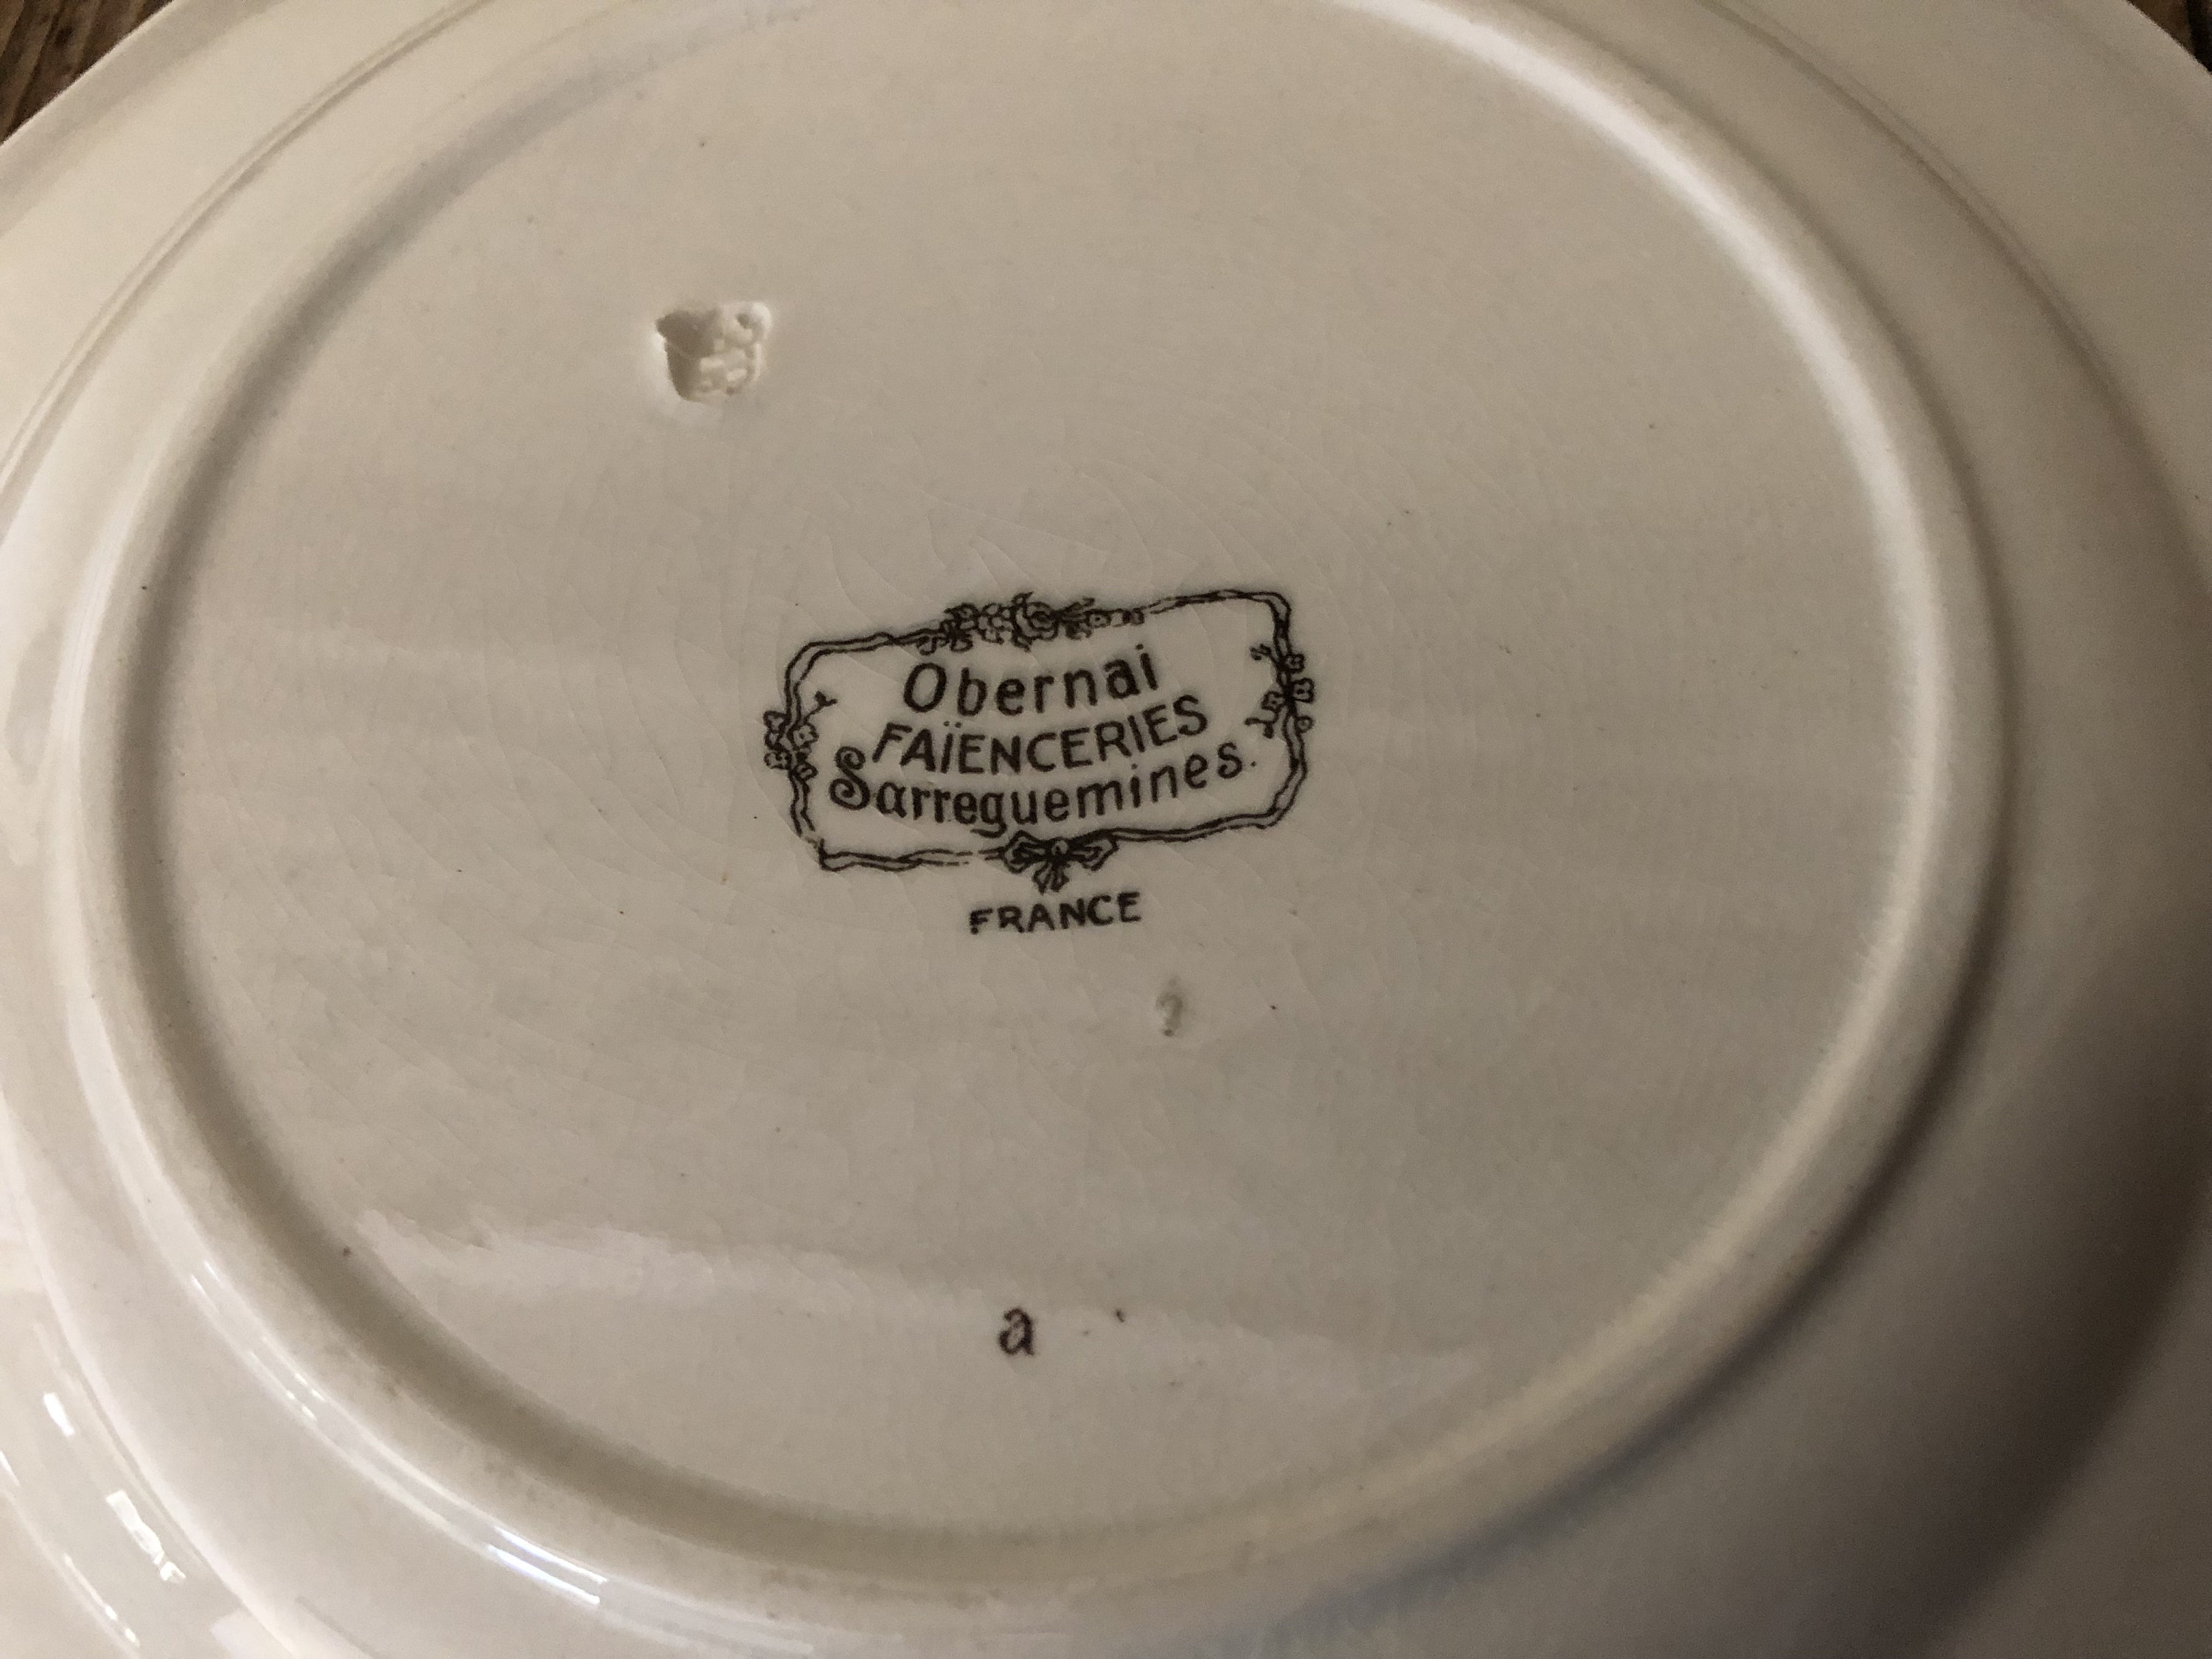 Obernai
FAÏENCERIES
Sarreguemines.
FRANCE
a